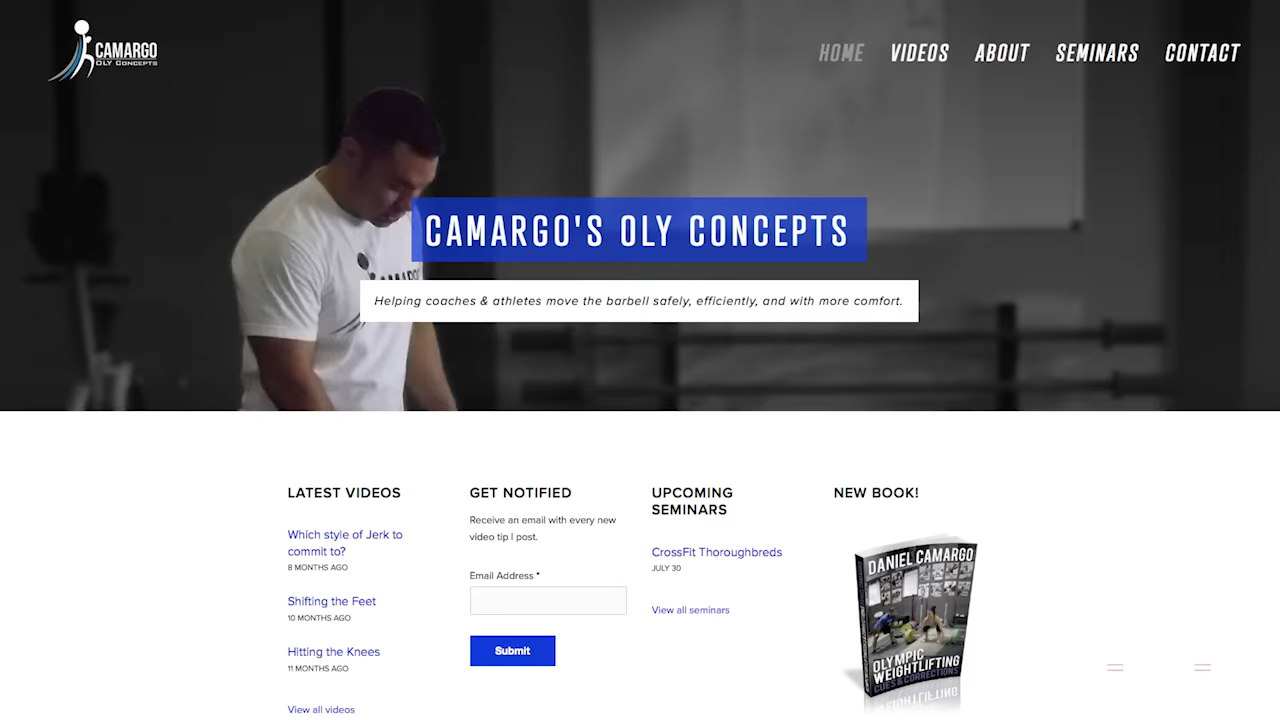 CAMARGO
OLY CONCEPTS
HOME VIDEOS ABOUT SEMINARS CONTACT
CAMARGO'S OLY CONCEPTS
CAMARGO
Helping coaches & athletes move the barbell safely, efficiently, and with more comfort.
LATEST VIDEOS
Which style of Jerk to
commit to?
8 MONTHS AGO
Shifting the Feet
10 MONTHS AGO
Hitting the Knees
11 MONTHS AGO
View all videos
GET NOTIFIED
Receive an email with every new
video tip I post.
Email Address *
Submit
UPCOMING
SEMINARS
CrossFit Thoroughbreds
JULY 30
View all seminars
NEW BOOK!
DANIEL CAMARGO
OLYMPIC
WEIGHTLIFTING
CUES & CORRECTIONS